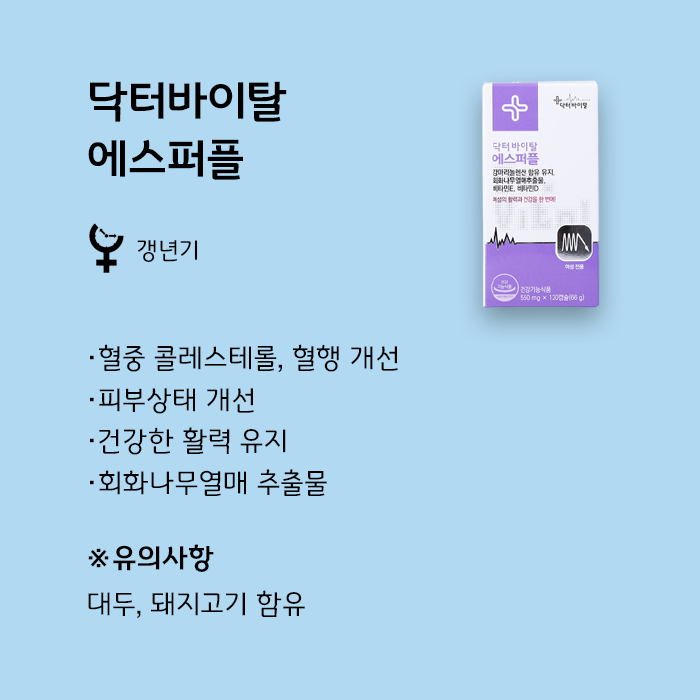 닥터바이탈
에스퍼플
갱년기
·혈중 콜레스테롤, 혈행 개선
·피부상태 개선
·건강한 활력 유지
·회화나무열매 추출물
※유의사항
대두, 돼지고기 함유
닥터바이탈
닥터바이탈
에스퍼플
감마리놀렌산 함유 유지,
회화나무열매추출물,
비타민E, 비타민D
여성의 활력과 건강을 한 번에!
Vital
여성 전용
건강기능식품
550 mg × 120캡슐(66 g)